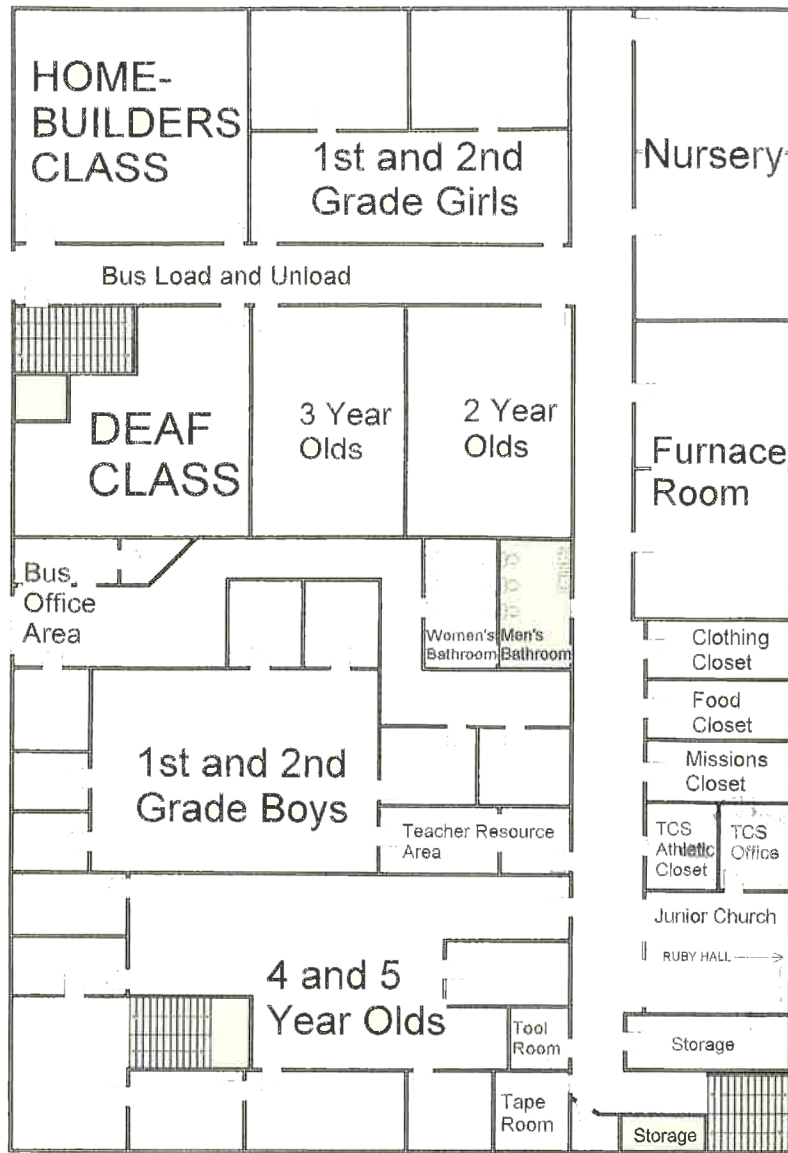 HOME-
BUILDERS
CLASS
1st and 2nd
Grade Girls
Nursery
Bus Load and Unload
DEAF
CLASS
3 Year
Olds
2 Year
Olds
Furnace
Room
Bus
Office
Area
Women's
Bathroom
Men's
Bathroom
Clothing
Closet
Food
Closet
Missions
Closet
1st and 2nd
Grade Boys
Teacher Resource
Area
TCS
Athletic
Closet
TCS
Office
Junior Church
RUBY HALL
4 and 5
Year Olds
Tool
Room
Storage
Tape
Room
Storage